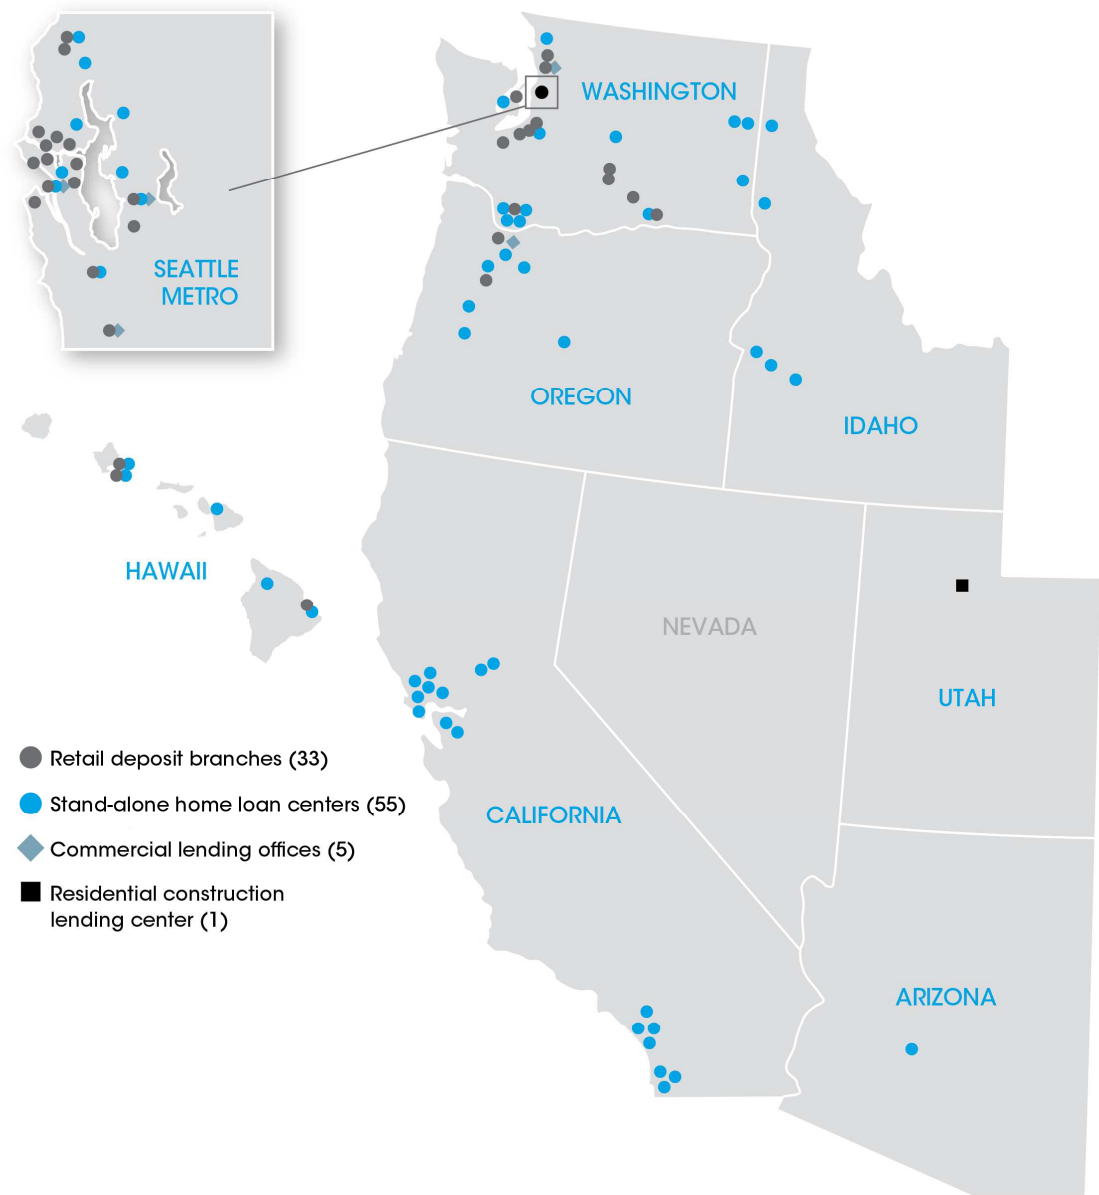 WASHINGTON
SEATTLE
METRO
OREGON
IDAHO
HAWAII
NEVADA
UTAH
Retail deposit branches (33)
Stand-alone home loan centers (55)
CALIFORNIA
Commercial lending offices (5)
Residential construction
lending center (1)
ARIZONA